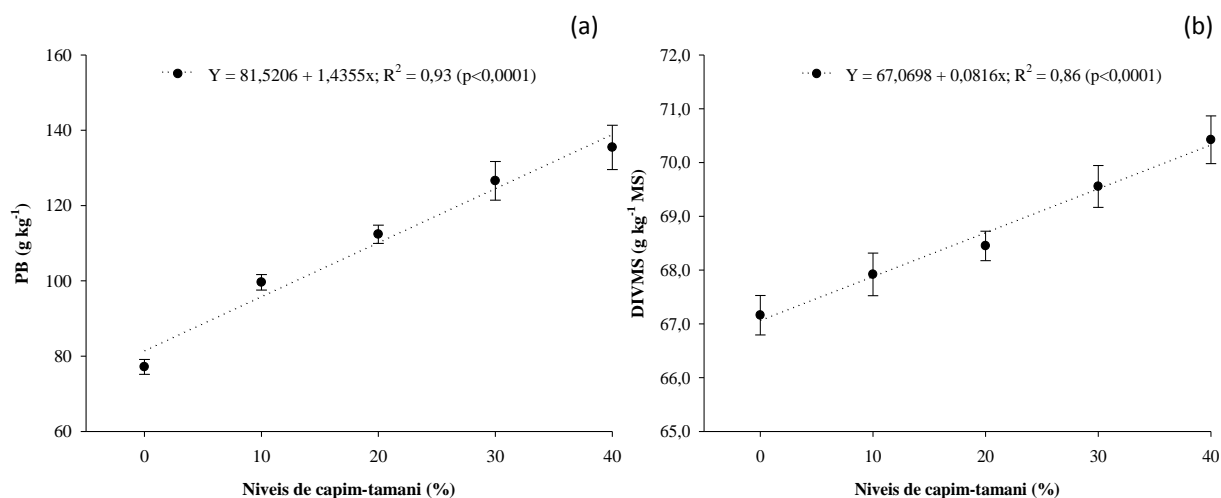 (a)
160
140
120
100
80
60
PB (g kg⁻¹)
Y = 81,5206 + 1,4355x; R² = 0,93 (p<0,0001)
0 10 20 30 40
Niveis de capim-tamani (%)
(b)
72,0
71,0
70,0
69,0
68,0
67,0
66,0
65,0
DIVMS (g kg⁻¹ MS)
Y = 67,0698 + 0,0816x; R² = 0,86 (p<0,0001)
0 10 20 30 40
Niveis de capim-tamani (%)